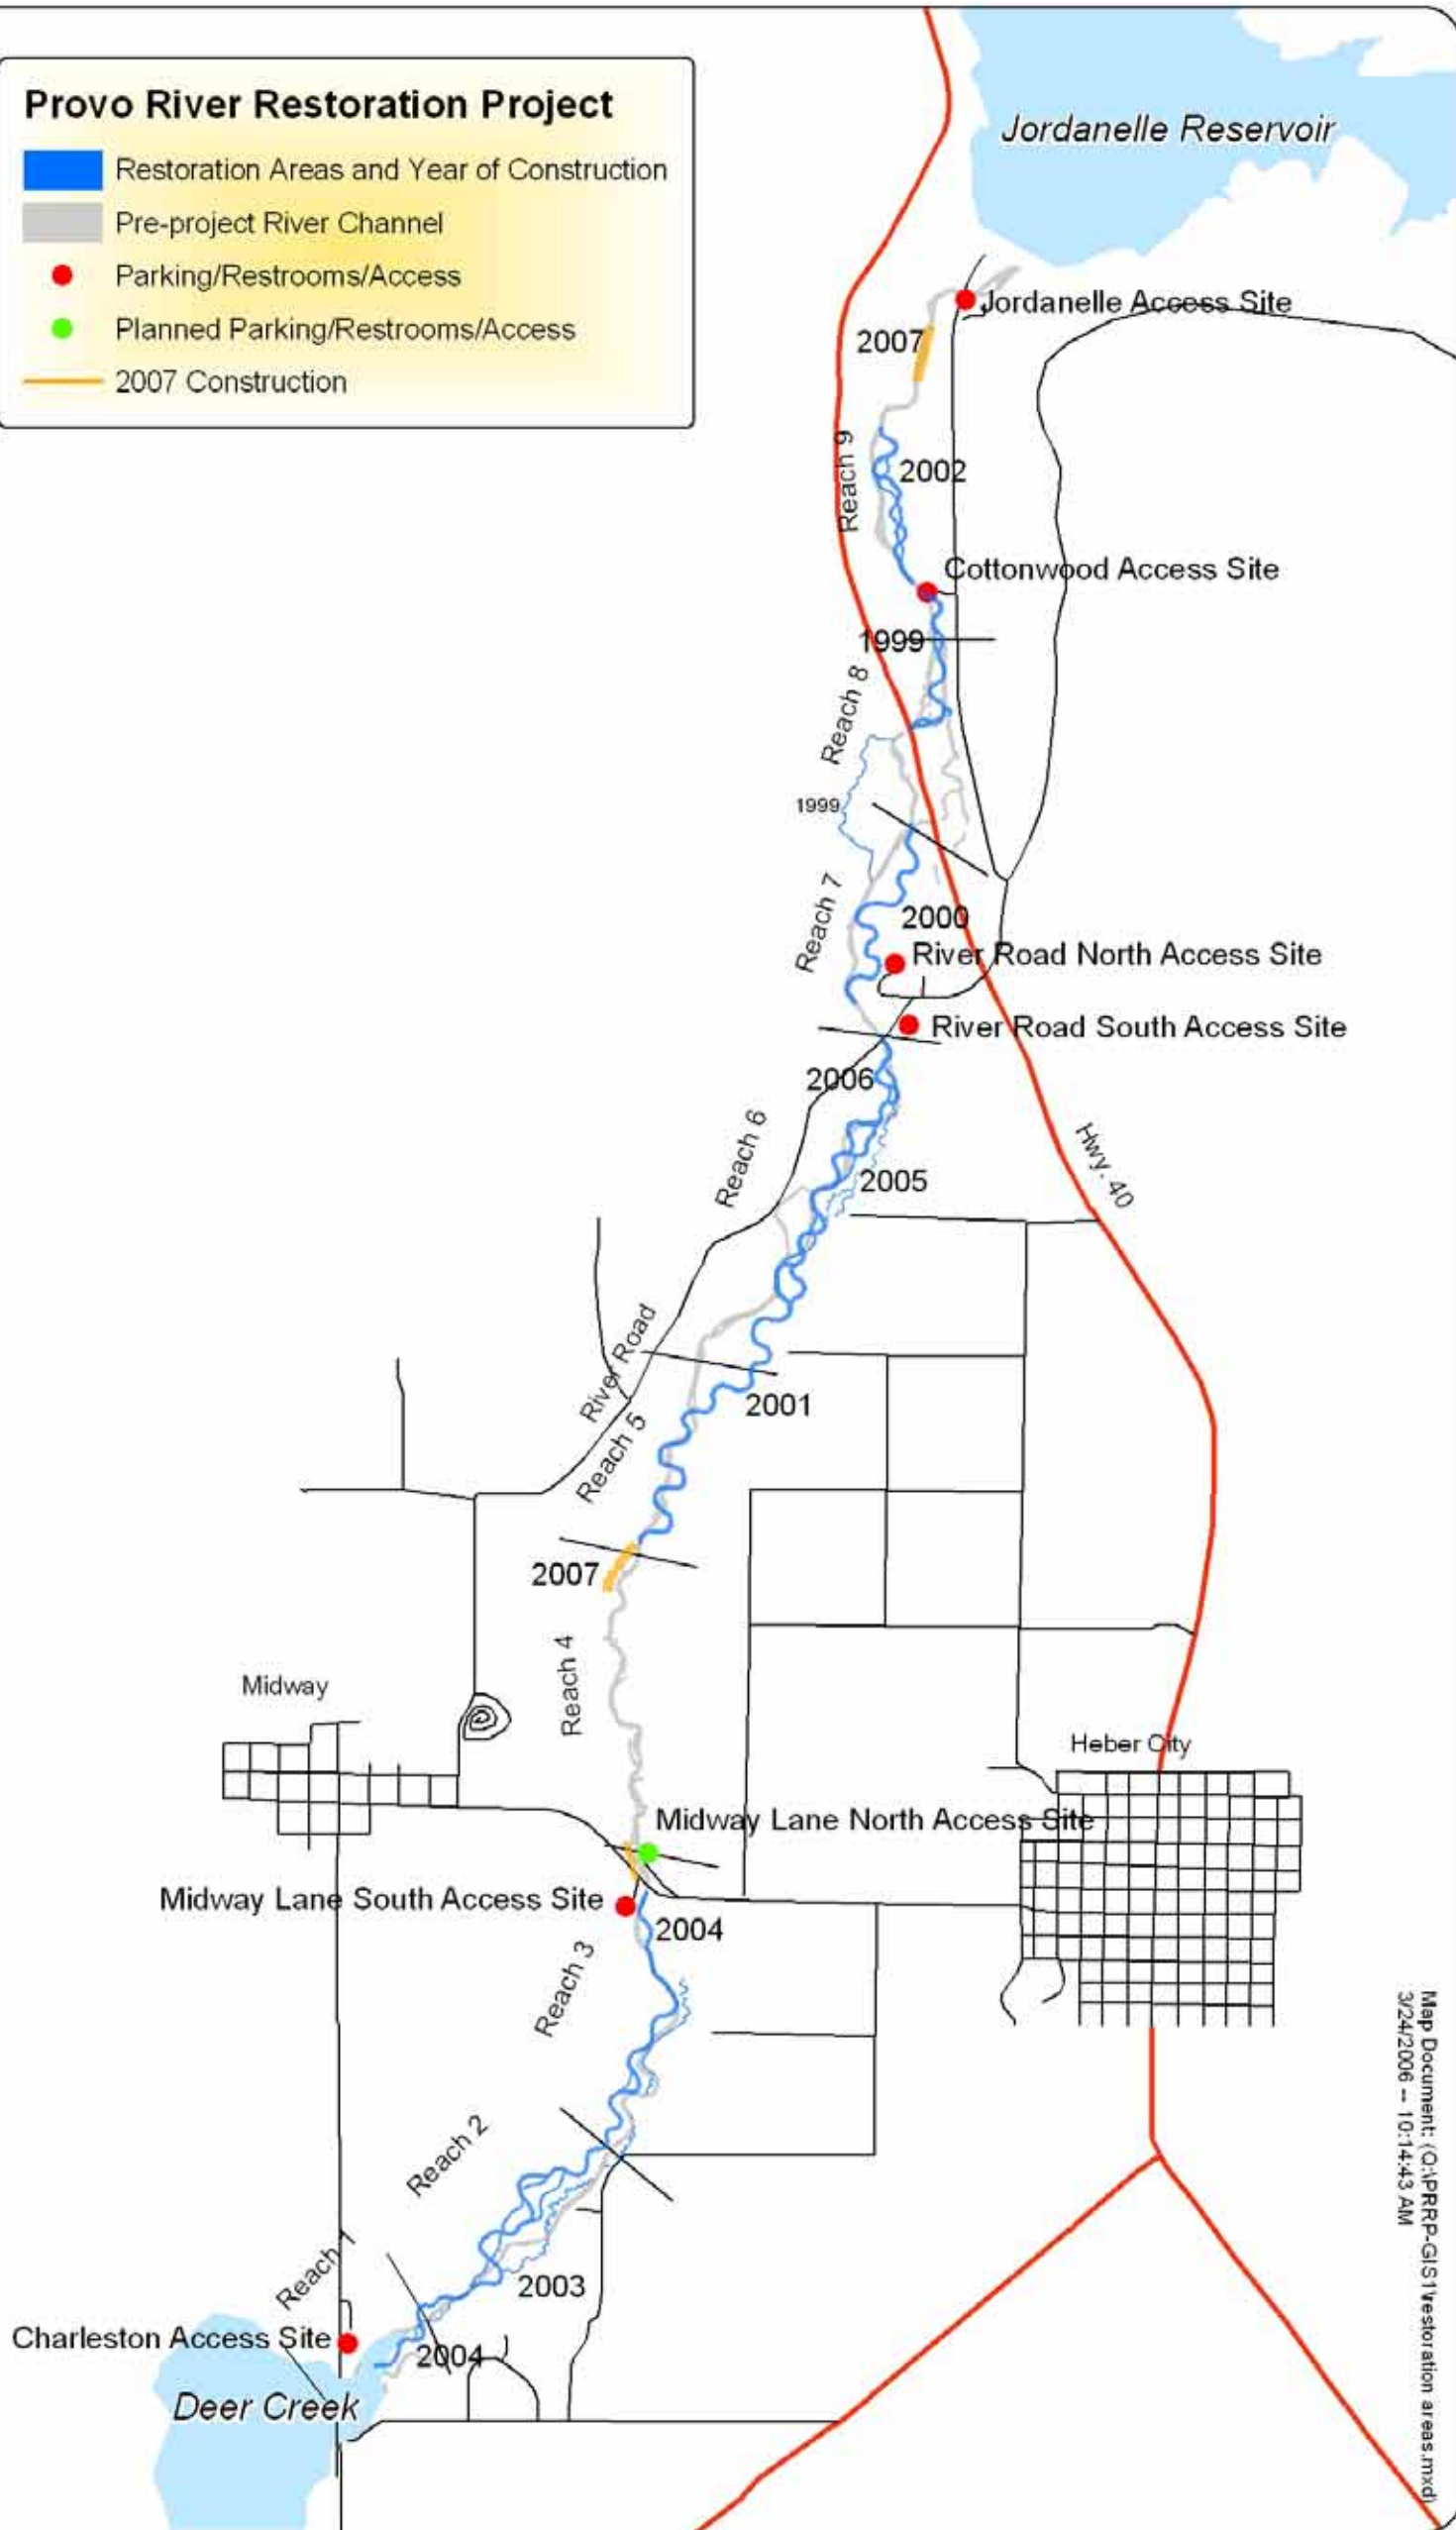 Provo River Restoration Project
Restoration Areas and Year of Construction
Pre-project River Channel
Parking/Restrooms/Access
Planned Parking/Restrooms/Access
2007 Construction
Jordanelle Reservoir
Jordanelle Access Site
2007
Reach 9
2002
Cottonwood Access Site
1999
Reach 8
1999
Reach 7
2000
River Road North Access Site
River Road South Access Site
2006
Reach 6
Hwy. 40
2005
River Road
2001
Reach 5
2007
Reach 4
Midway
Heber City
Midway Lane North Access Site
Midway Lane South Access Site
2004
Reach 3
Reach 2
Reach 1
2003
Charleston Access Site
2004
Deer Creek
Map Document: (Q:\PRRP-GIS1\restoration areas.mxd)
3/24/2006 -- 10:14:43 AM